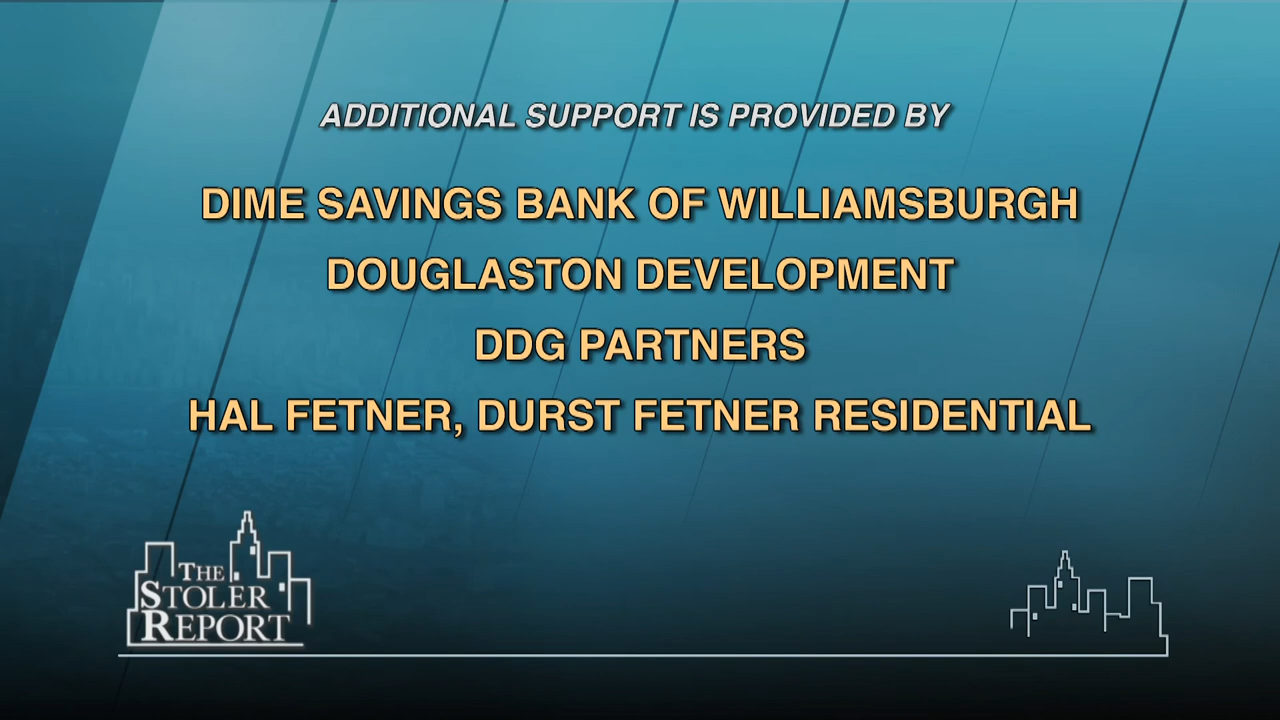 ADDITIONAL SUPPORT IS PROVIDED BY
DIME SAVINGS BANK OF WILLIAMSBURGH
DOUGLASTON DEVELOPMENT
DDG PARTNERS
HAL FETNER, DURST FETNER RESIDENTIAL
THE
STOLER
REPORT